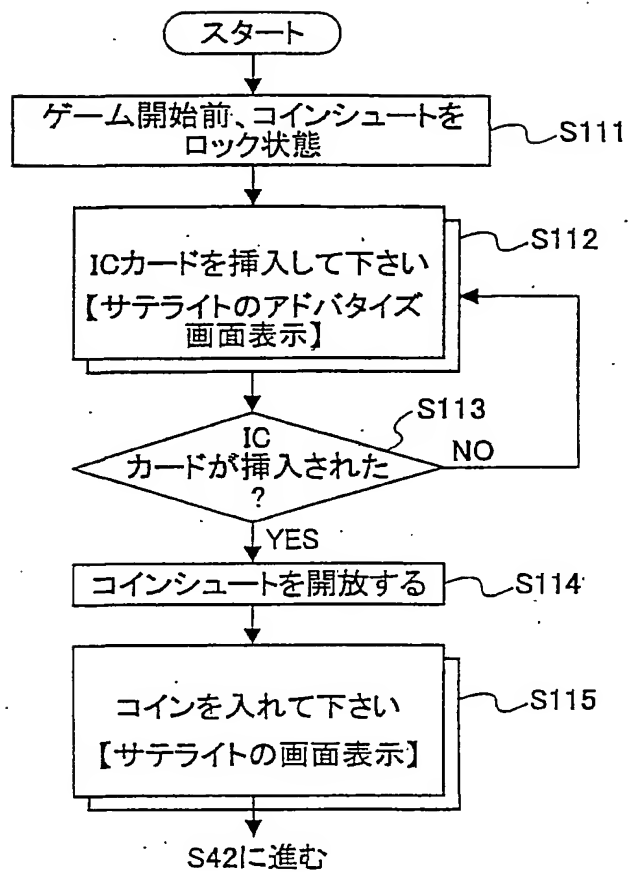 スタート
ゲーム開始前、コインシュートを
ロック状態
S111
ICカードを挿入して下さい
【サテライトのアドバタイズ
画面表示】
S112
IC
カードが挿入された
?
S113
NO
YES
コインシュートを開放する
S114
コインを入れて下さい
【サテライトの画面表示】
S115
S42に進む